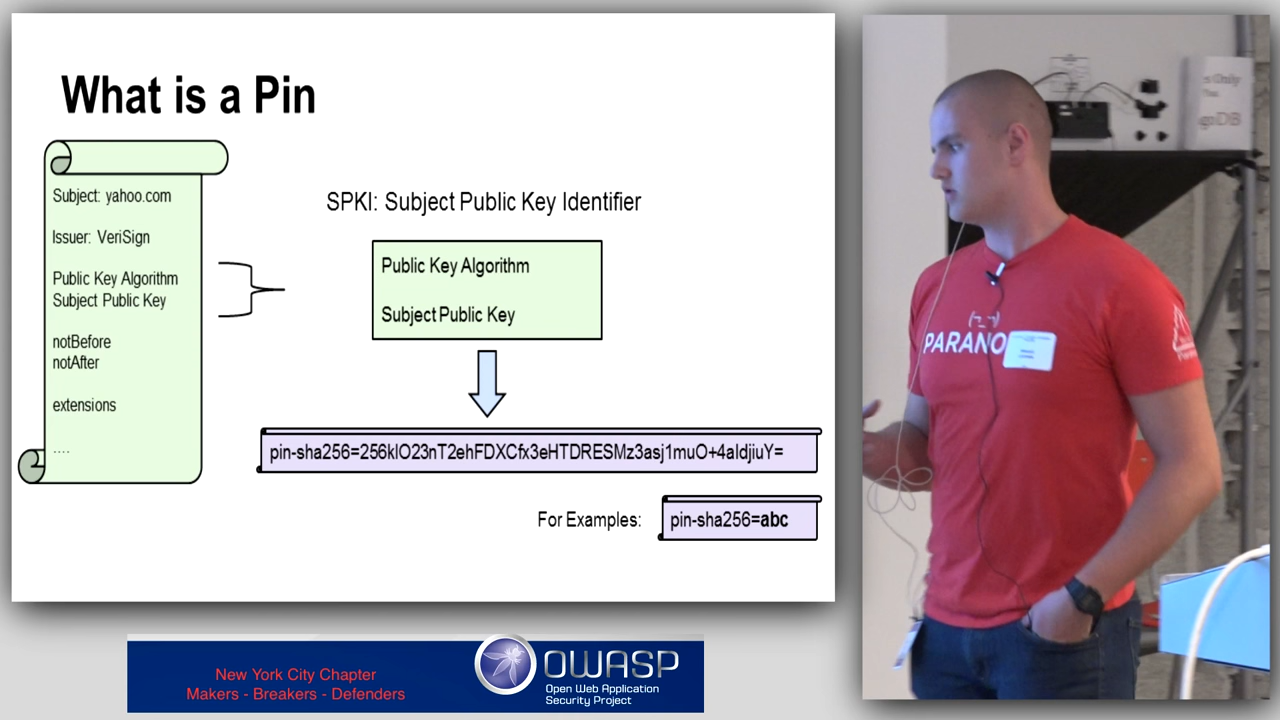 What is a Pin
Subject: yahoo.com
Issuer: VeriSign
Public Key Algorithm
Subject Public Key
notBefore
notAfter
extensions
....
SPKI: Subject Public Key Identifier
Public Key Algorithm
Subject Public Key
pin-sha256=256klO23nT2ehFDXCfx3eHTDRESMz3asj1muO+4aIdjiuY=
For Examples:
pin-sha256=abc
New York City Chapter
Makers - Breakers - Defenders
OWASP
Open Web Application
Security Project
PARANO